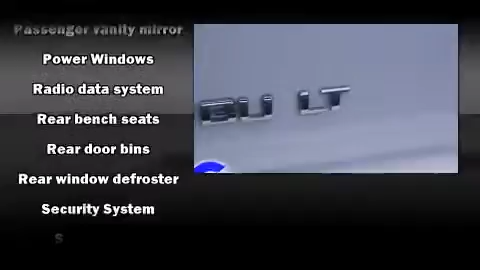 Passenger vanity mirror
Power Windows
Radio data system
Rear bench seats
Rear door bins
Rear window defroster
Security System
S
BU LT